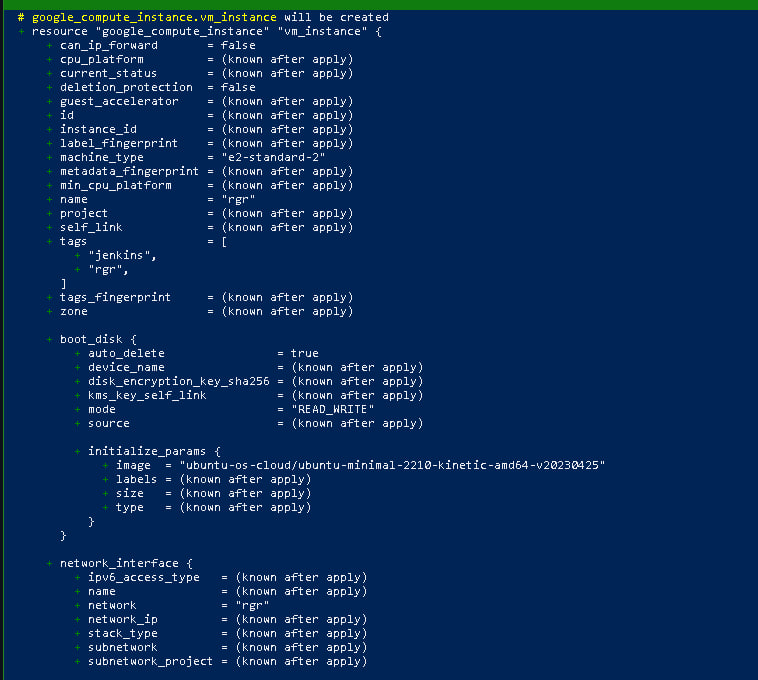 # google_compute_instance.vm_instance will be created
+ resource "google_compute_instance" "vm_instance" {
+ can_ip_forward = false
+ cpu_platform = (known after apply)
+ current_status = (known after apply)
+ deletion_protection = false
+ guest_accelerator = (known after apply)
+ id = (known after apply)
+ instance_id = (known after apply)
+ label_fingerprint = (known after apply)
+ machine_type = "e2-standard-2"
+ metadata_fingerprint = (known after apply)
+ min_cpu_platform = (known after apply)
+ name = "rgr"
+ project = (known after apply)
+ self_link = (known after apply)
+ tags = [
+ "jenkins",
+ "rgr",
]
+ tags_fingerprint = (known after apply)
+ zone = (known after apply)
+ boot_disk {
+ auto_delete = true
+ device_name = (known after apply)
+ disk_encryption_key_sha256 = (known after apply)
+ kms_key_self_link = (known after apply)
+ mode = "READ_WRITE"
+ source = (known after apply)
+ initialize_params {
+ image = "ubuntu-os-cloud/ubuntu-minimal-2210-kinetic-amd64-v20230425"
+ labels = (known after apply)
+ size = (known after apply)
+ type = (known after apply)
}
}
+ network_interface {
+ ipv6_access_type = (known after apply)
+ name = (known after apply)
+ network = "rgr"
+ network_ip = (known after apply)
+ stack_type = (known after apply)
+ subnetwork = (known after apply)
+ subnetwork_project = (known after apply)